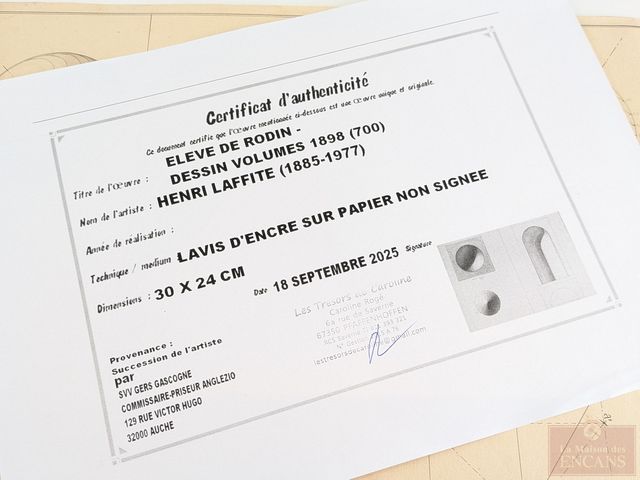 Certificat d'authenticité
Ce document certifie que l'œuvre mentionnée ci-dessous est une œuvre unique et originale.
Titre de l'œuvre : ELEVE DE RODIN -
DESSIN VOLUMES 1898 (700)
Nom de l'artiste : HENRI LAFFITE (1885-1977)
Année de réalisation :
Technique / medium LAVIS D'ENCRE SUR PAPIER NON SIGNEE
Dimensions : 30 X 24 CM
Date 18 SEPTEMBRE 2025 Signature
Les Trésors de Caroline
Caroline Rogé
6a rue de Saverne
67350 PFAFFENHOFFEN
Provenance :
Succession de l'artiste
par
SVV GERS GASCOGNE
COMMISSAIRE-PRISEUR ANGLEZIO
129 RUE VICTOR HUGO
32000 AUCHE
La Maison des
ENCANS